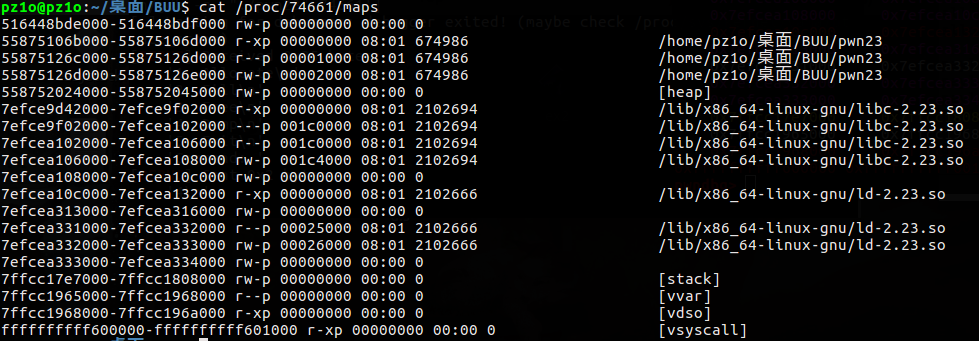 pz1o@pz1o:~/桌面/BUU$ cat /proc/74661/maps
516448bde000-516448bdf000 rw-p 00000000 00:00 0
55875106b000-55875106d000 r-xp 00000000 08:01 674986 /home/pz1o/桌面/BUU/pwn23
55875126c000-55875126d000 r--p 00001000 08:01 674986 /home/pz1o/桌面/BUU/pwn23
55875126d000-55875126e000 rw-p 00002000 08:01 674986 /home/pz1o/桌面/BUU/pwn23
558752024000-558752045000 rw-p 00000000 00:00 0 [heap]
7efce9d42000-7efce9f02000 r-xp 00000000 08:01 2102694 /lib/x86_64-linux-gnu/libc-2.23.so
7efce9f02000-7efcea102000 ---p 001c0000 08:01 2102694 /lib/x86_64-linux-gnu/libc-2.23.so
7efcea102000-7efcea106000 r--p 001c0000 08:01 2102694 /lib/x86_64-linux-gnu/libc-2.23.so
7efcea106000-7efcea108000 rw-p 001c4000 08:01 2102694 /lib/x86_64-linux-gnu/libc-2.23.so
7efcea108000-7efcea10c000 rw-p 00000000 00:00 0
7efcea10c000-7efcea132000 r-xp 00000000 08:01 2102666 /lib/x86_64-linux-gnu/ld-2.23.so
7efcea313000-7efcea316000 rw-p 00000000 00:00 0
7efcea331000-7efcea332000 r--p 00025000 08:01 2102666 /lib/x86_64-linux-gnu/ld-2.23.so
7efcea332000-7efcea333000 rw-p 00026000 08:01 2102666 /lib/x86_64-linux-gnu/ld-2.23.so
7efcea333000-7efcea334000 rw-p 00000000 00:00 0
7ffcc17e7000-7ffcc1808000 rw-p 00000000 00:00 0 [stack]
7ffcc1965000-7ffcc1968000 r--p 00000000 00:00 0 [vvar]
7ffcc1968000-7ffcc196a000 r-xp 00000000 00:00 0 [vdso]
ffffffffff600000-ffffffffff601000 r-xp 00000000 00:00 0 [vsyscall]